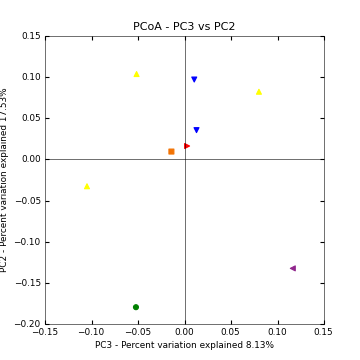 PCoA - PC3 vs PC2
0.15
0.10
0.05
0.00
−0.05
−0.10
−0.15
−0.20
PC2 - Percent variation explained 17.53%
−0.15 −0.10 −0.05 0.00 0.05 0.10 0.15
PC3 - Percent variation explained 8.13%